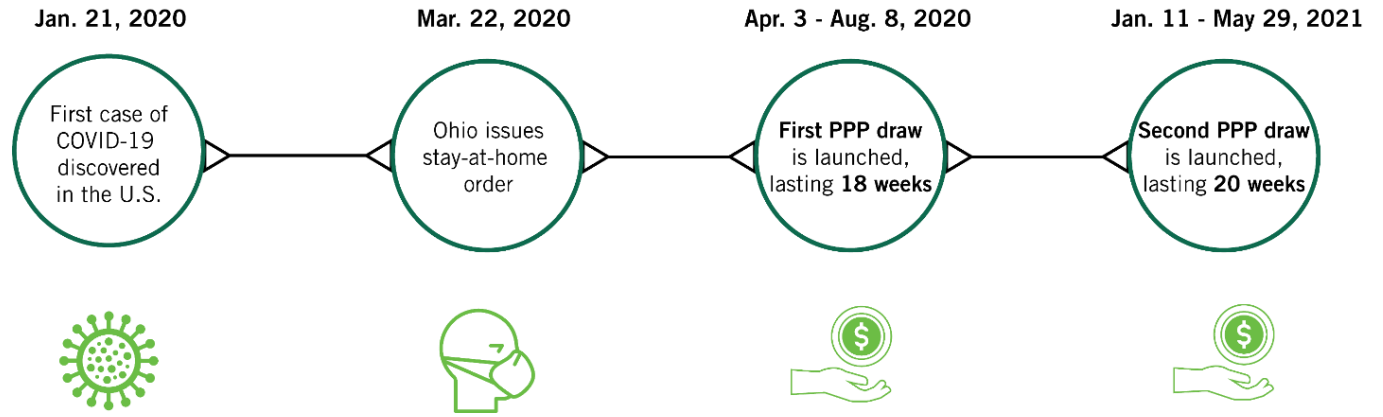 Jan. 21, 2020
Mar. 22, 2020
Apr. 3 - Aug. 8, 2020
Jan. 11 - May 29, 2021
First case of
COVID-19
discovered
in the U.S.
Ohio issues
stay-at-home
order
First PPP draw
is launched,
lasting 18 weeks
Second PPP draw
is launched,
lasting 20 weeks
$
$